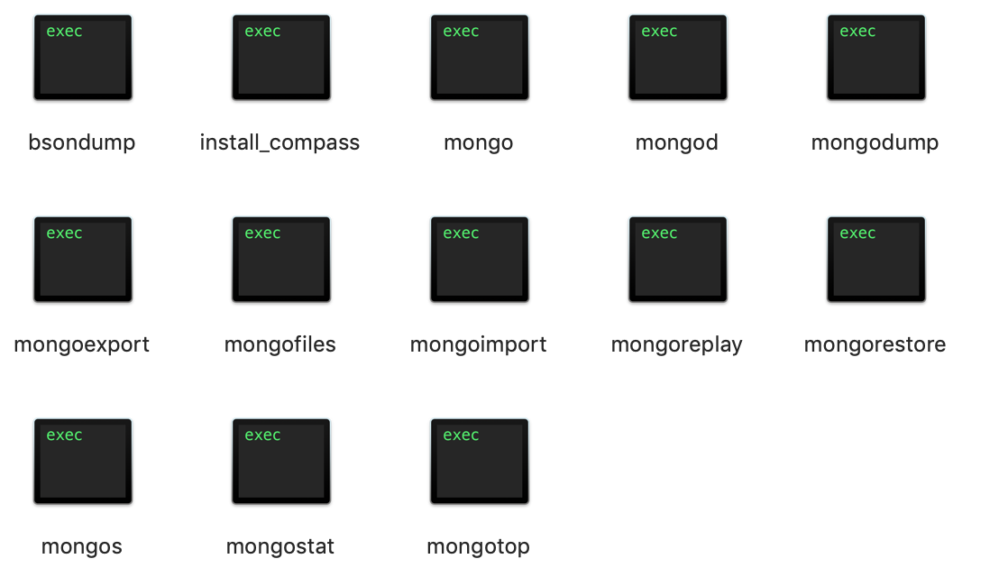 exec exec exec exec exec
bsondump install_compass mongo mongod mongodump
exec exec exec exec exec
mongoexport mongofiles mongoimport mongoreplay mongorestore
exec exec exec
mongos mongostat mongotop